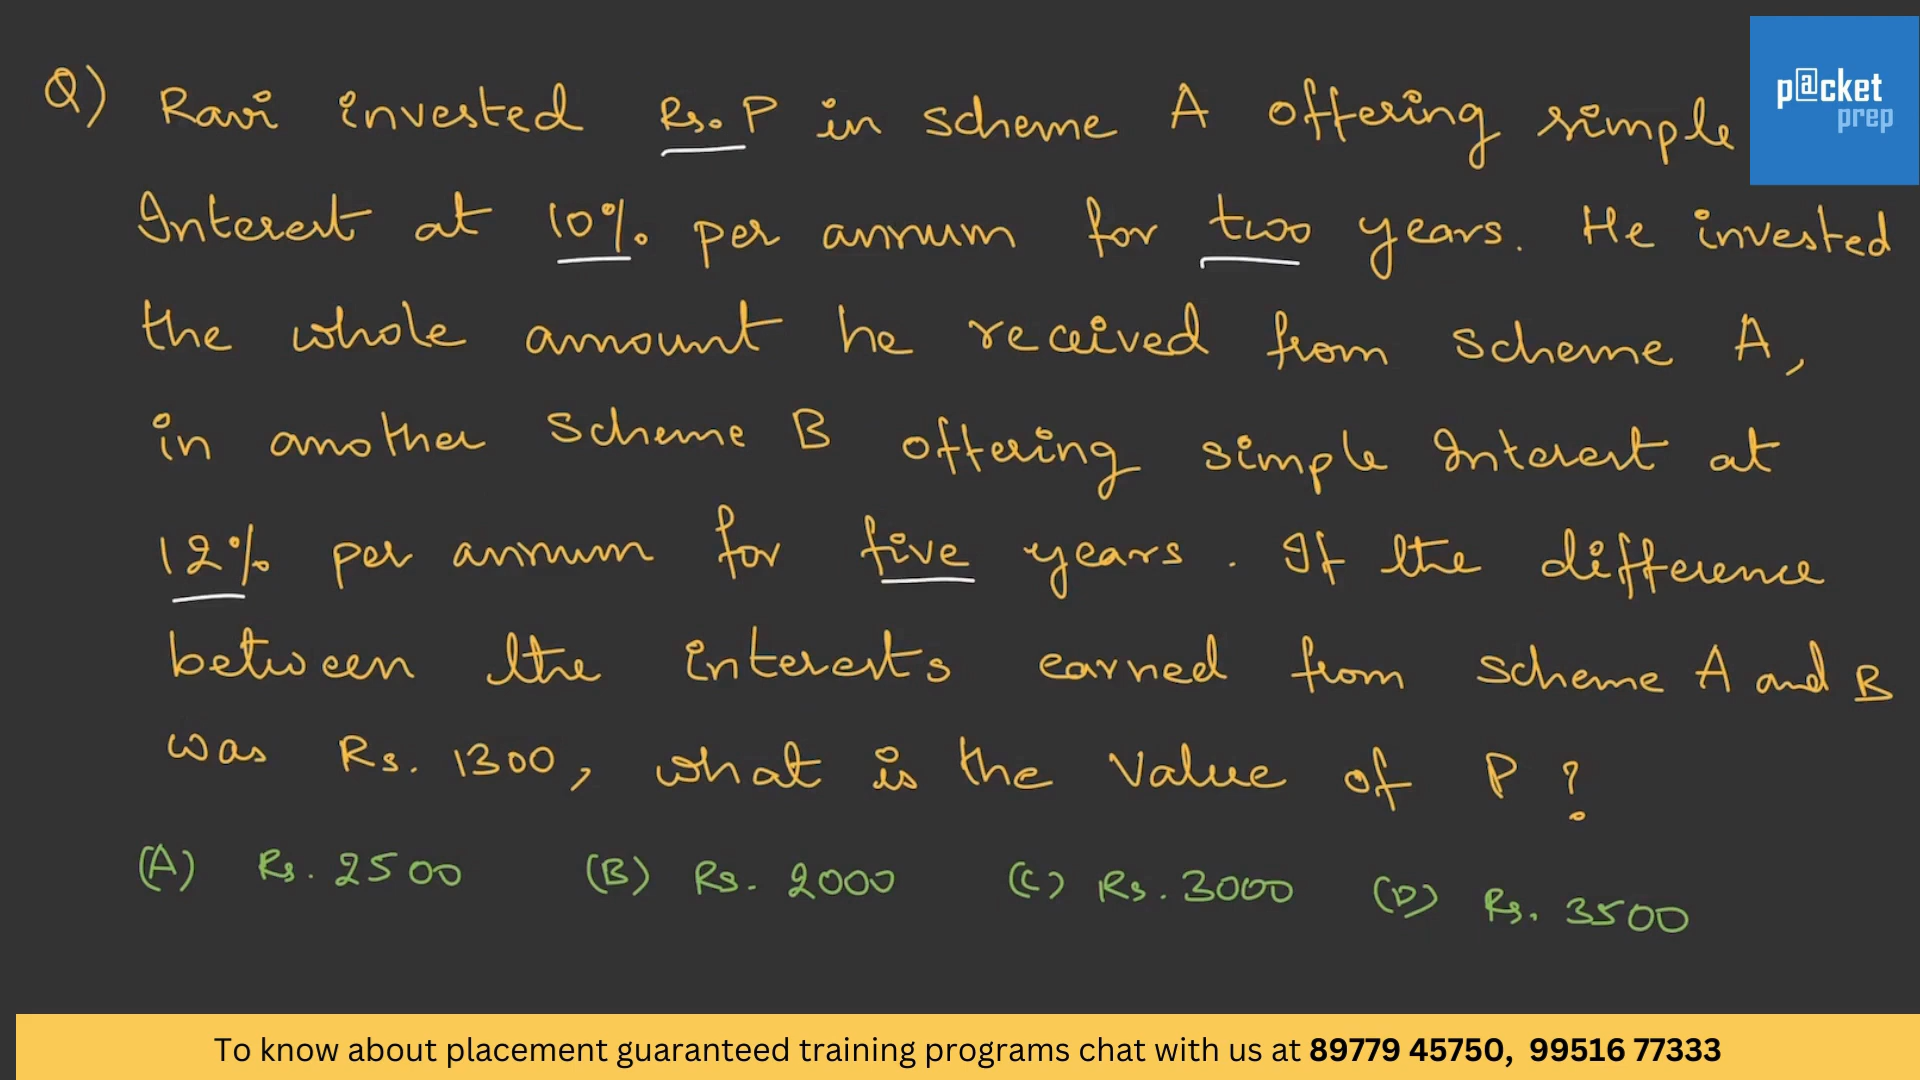 p@cket
prep
Q) Ravi invested Rs. P in scheme A offering simple
Interest at 10% per annum for two years. He invested
the whole amount he received from scheme A,
in another scheme B offering simple Interest at
12% per annum for five years. If the difference
between the interests earned from scheme A and B
was Rs. 1300, what is the value of P?
(A) Rs. 2500 (B) Rs. 2000 (C) Rs. 3000 (D) Rs. 3500
To know about placement guaranteed training programs chat with us at 89779 45750, 99516 77333